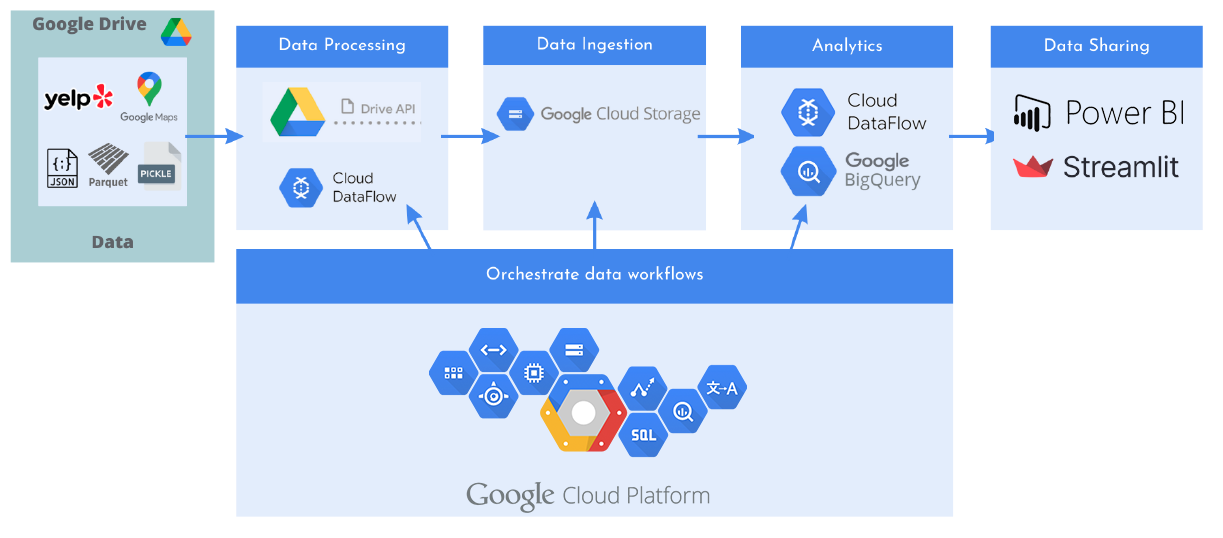 Google Drive
yelp
Google Maps
{:}
JSON
Parquet
PICKLE
Data
Data Processing
Drive API
Cloud
DataFlow
Data Ingestion
Google Cloud Storage
Analytics
Cloud
DataFlow
Google
BigQuery
Data Sharing
Power BI
Streamlit
Orchestrate data workflows
文→A
SQL
Google Cloud Platform